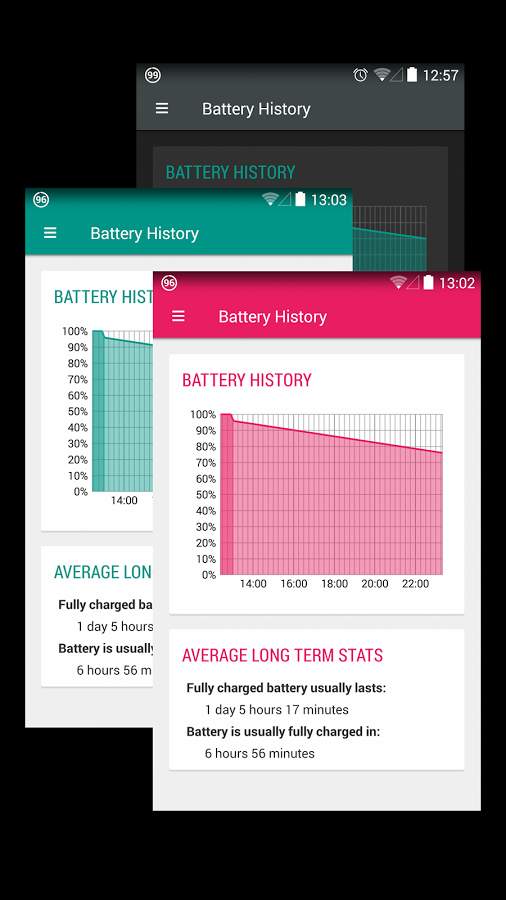 99 12:57
Battery History
BATTERY HISTORY
96 13:03
Battery History
BATTERY HIST
100%
90%
80%
70%
60%
50%
40%
30%
20%
10%
0%
14:00
AVERAGE LON
Fully charged ba
1 day 5 hours
Battery is usually
6 hours 56 m
96 13:02
Battery History
BATTERY HISTORY
100%
90%
80%
70%
60%
50%
40%
30%
20%
10%
0%
14:00 16:00 18:00 20:00 22:00
AVERAGE LONG TERM STATS
Fully charged battery usually lasts:
1 day 5 hours 17 minutes
Battery is usually fully charged in:
6 hours 56 minutes